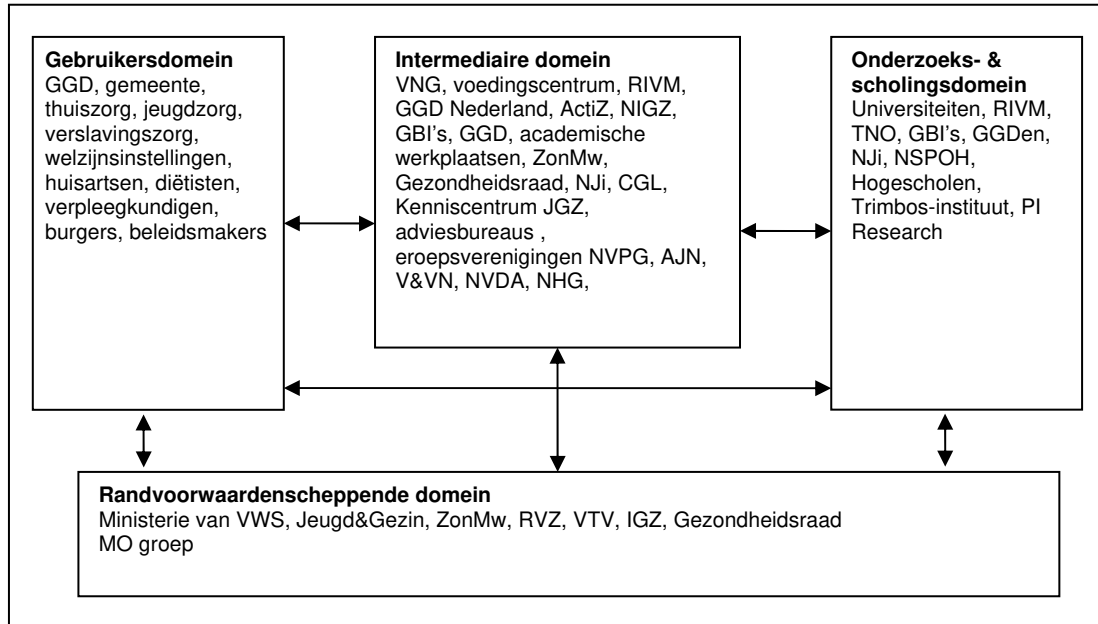 Gebruikersdomein
GGD, gemeente,
thuiszorg, jeugdzorg,
verslavingszorg,
welzijnsinstellingen,
huisartsen, diëtisten,
verpleegkundigen,
burgers, beleidsmakers
Intermediaire domein
VNG, voedingscentrum, RIVM,
GGD Nederland, ActiZ, NIGZ,
GBI's, GGD, academische
werkplaatsen, ZonMw,
Gezondheidsraad, NJi, CGL,
Kenniscentrum JGZ,
adviesbureaus ,
eroepsverenigingen NVPG, AJN,
V&VN, NVDA, NHG,
Onderzoeks- &
scholingsdomein
Universiteiten, RIVM,
TNO, GBI's, GGDen,
NJi, NSPOH,
Hogescholen,
Trimbos-instituut, PI
Research
Randvoorwaardenscheppende domein
Ministerie van VWS, Jeugd&Gezin, ZonMw, RVZ, VTV, IGZ, Gezondheidsraad
MO groep